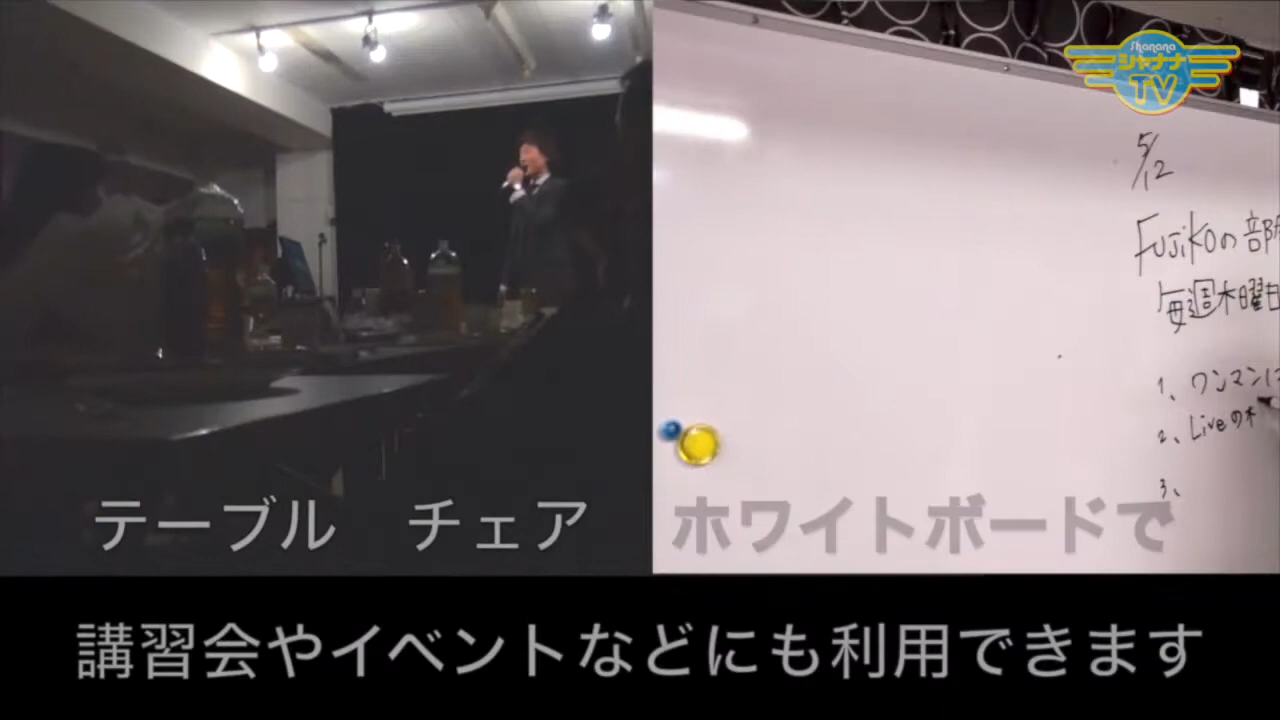 Shanana
シャナナ
TV
5/12
Fujikoの部
毎週木曜日
1、ワンマンに
2、Liveの
3、
テーブル チェア
ホワイトボードで
講習会やイベントなどにも利用できます